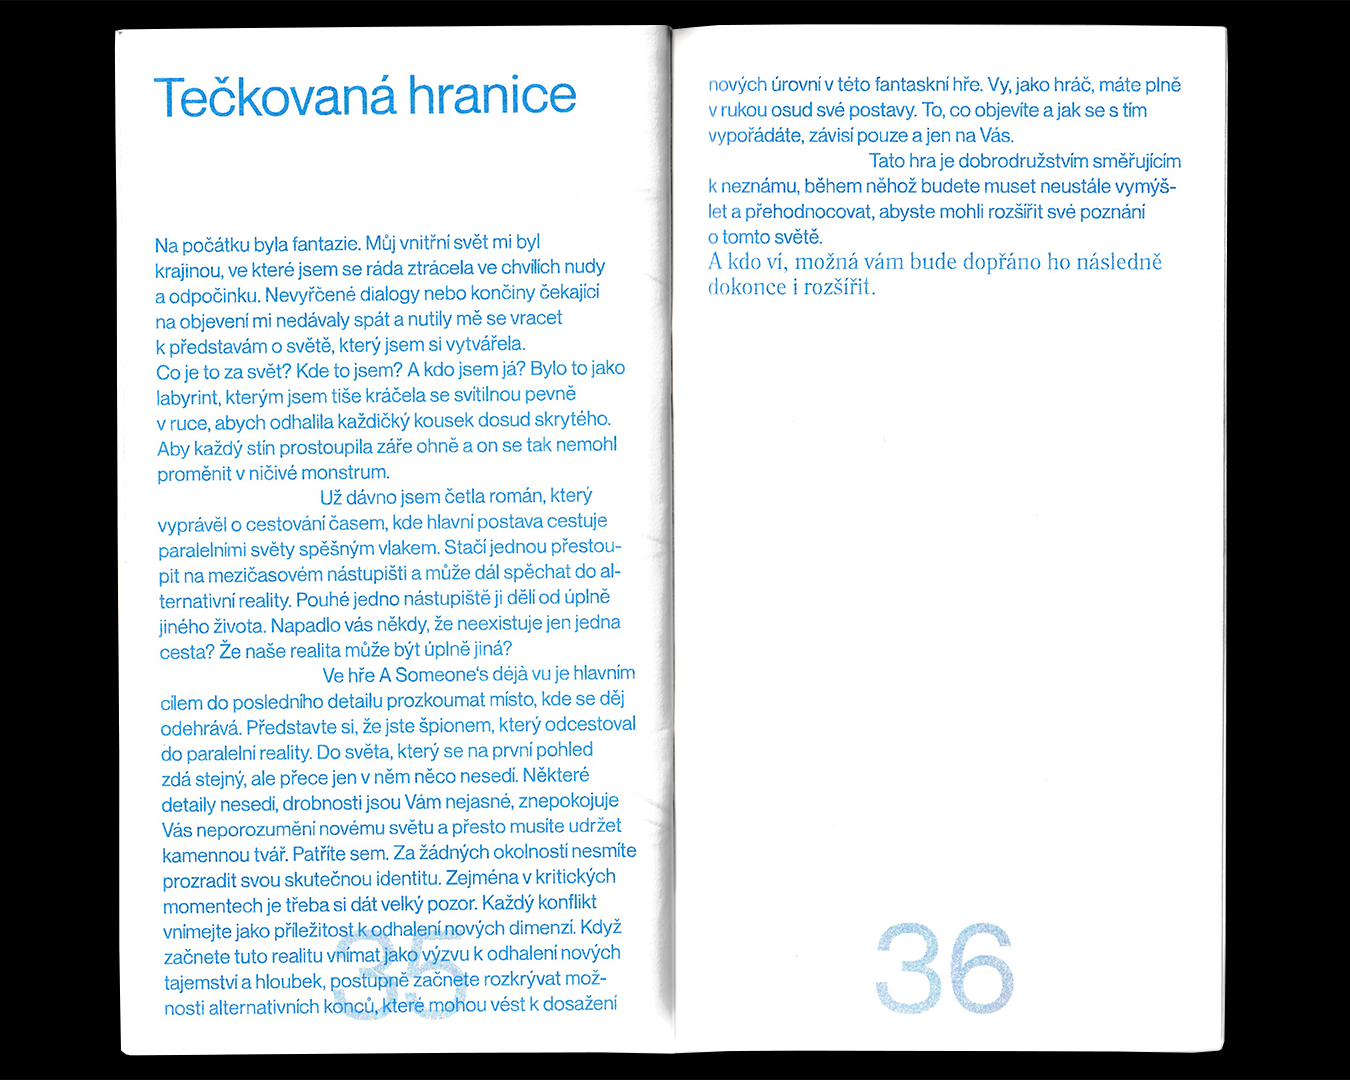 Tečkovaná hranice
Na počátku byla fantazie. Můj vnitřní svět mi byl
krajinou, ve které jsem se ráda ztrácela ve chvílích nudy
a odpočinku. Nevyřčené dialogy nebo končiny čekající
na objevení mi nedávaly spát a nutily mě se vracet
k představám o světě, který jsem si vytvářela.
Co je to za svět? Kde to jsem? A kdo jsem já? Bylo to jako
labyrint, kterým jsem tiše kráčela se svítilnou pevně
v ruce, abych odhalila každičký kousek dosud skrytého.
Aby každý stín prostoupila záře ohně a on se tak nemohl
proměnit v ničivé monstrum.
Už dávno jsem četla román, který
vyprávěl o cestování časem, kde hlavní postava cestuje
paralelními světy spěšným vlakem. Stačí jednou přestou-
pit na mezičasovém nástupišti a může dál spěchat do al-
ternativní reality. Pouhé jedno nástupiště ji dělí od úplně
jiného života. Napadlo vás někdy, že neexistuje jen jedna
cesta? Že naše realita může být úplně jiná?
Ve hře A Someone‘s déjà vu je hlavním
cílem do posledního detailu prozkoumat místo, kde se děj
odehrává. Představte si, že jste špionem, který odcestoval
do paralelní reality. Do světa, který se na první pohled
zdá stejný, ale přece jen v něm něco nesedí. Některé
detaily nesedí, drobnosti jsou Vám nejasné, znepokojuje
Vás neporozumění novému světu a přesto musíte udržet
kamennou tvář. Patříte sem. Za žádných okolností nesmíte
prozradit svou skutečnou identitu. Zejména v kritických
momentech je třeba si dát velký pozor. Každý konflikt
vnímejte jako příležitost k odhalení nových dimenzí. Když
začnete tuto realitu vnímat jako výzvu k odhalení nových
tajemství a hloubek, postupně začnete rozkrývat mož-
nosti alternativních konců, které mohou vést k dosažení
35
nových úrovní v této fantaskní hře. Vy, jako hráč, máte plně
v rukou osud své postavy. To, co objevíte a jak se s tím
vypořádáte, závisí pouze a jen na Vás.
Tato hra je dobrodružstvím směřujícím
k neznámu, během něhož budete muset neustále vymýš-
let a přehodnocovat, abyste mohli rozšířit své poznání
o tomto světě.
A kdo ví, možná vám bude dopřáno ho následně
dokonce i rozšířit.
36